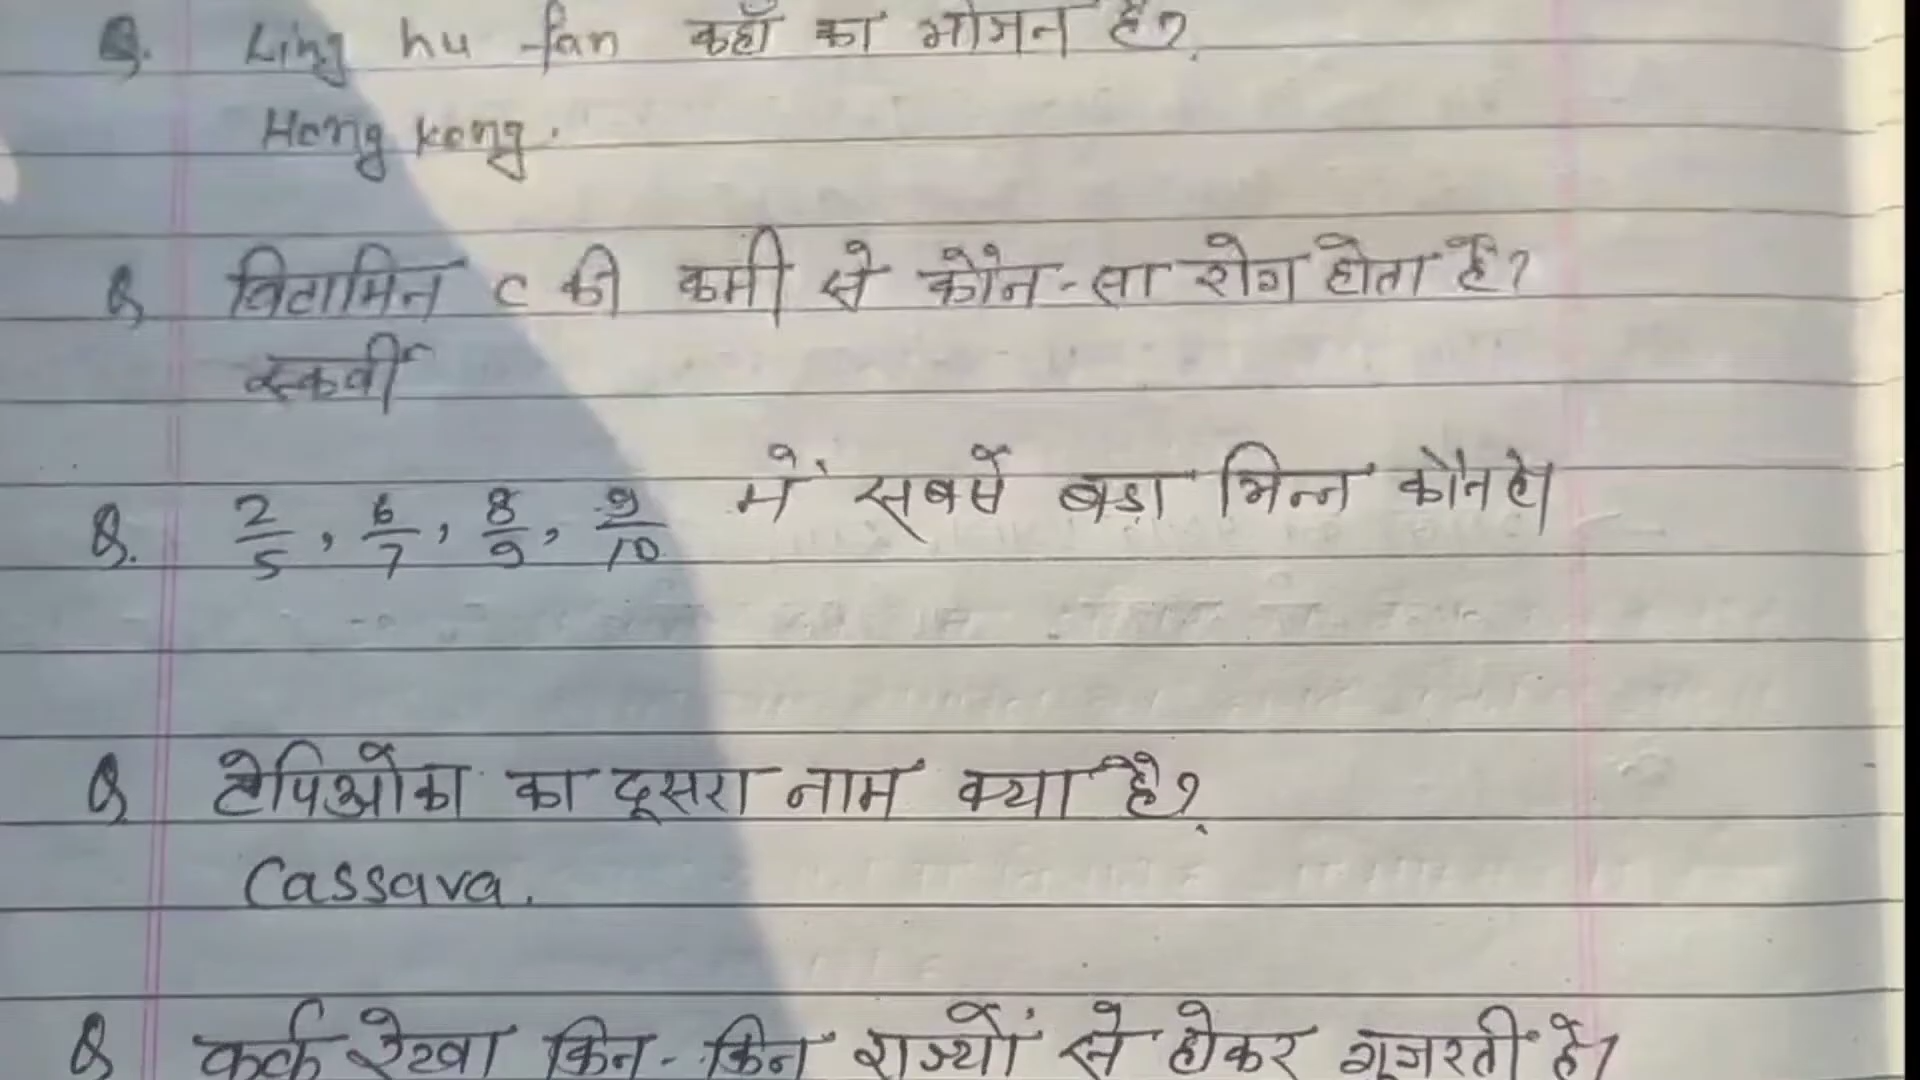 Q. Ling hu fan कहाँ का भोजन है?
Hong kong.
Q विटामिन C की कमी से कौन-सा रोग होता है?
स्कर्वी
Q. 2/5, 6/7, 8/9, 9/10 में सबसे बड़ा भिन्न कौन है।
Q टेपिओका का दूसरा नाम क्या है?
Cassava.
Q कर्क रेखा किन-किन राज्यों से होकर गुजरती है।